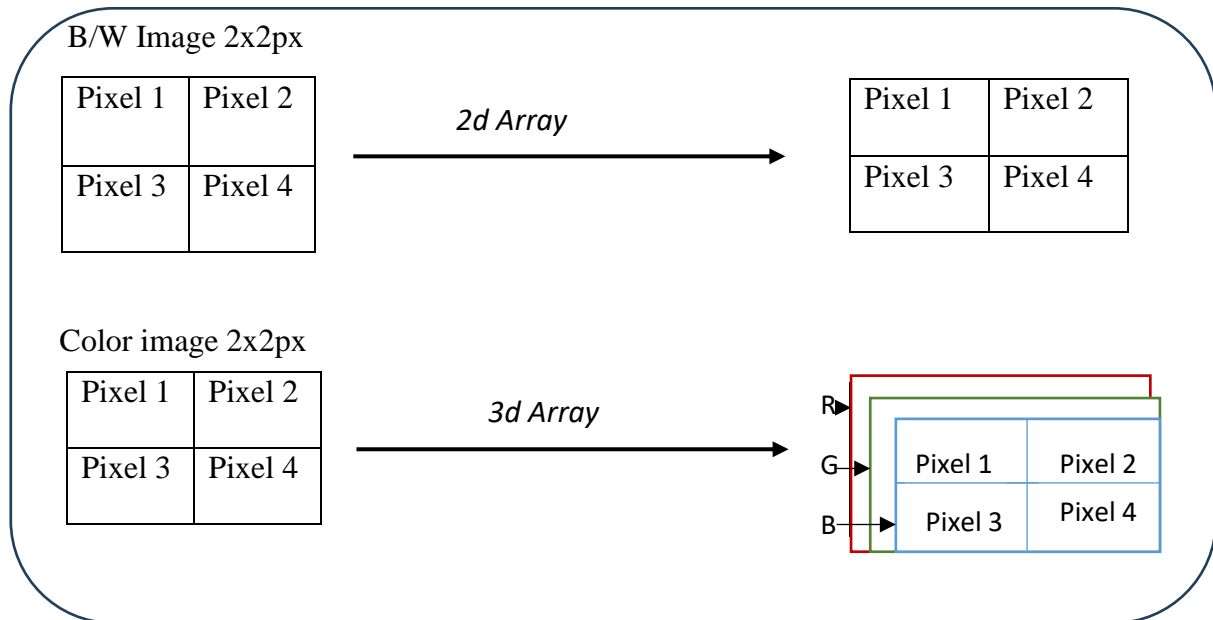 B/W Image 2x2px
Pixel 1 Pixel 2
Pixel 3 Pixel 4
2d Array
Pixel 1 Pixel 2
Pixel 3 Pixel 4
Color image 2x2px
Pixel 1 Pixel 2
Pixel 3 Pixel 4
3d Array
R
G
B
Pixel 1 Pixel 2
Pixel 3 Pixel 4